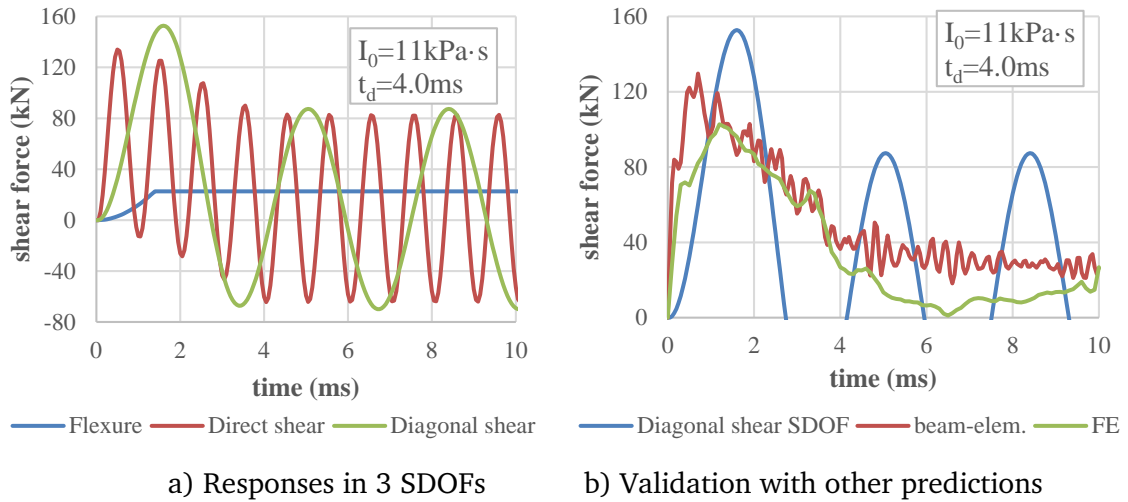 160
120
80
40
0
-40
-80
shear force (kN)
I₀=11kPa·s
t_d=4.0ms
0 2 4 6 8 10
time (ms)
Flexure Direct shear Diagonal shear
a) Responses in 3 SDOFs
160
120
80
40
0
shear force (kN)
I₀=11kPa·s
t_d=4.0ms
0 2 4 6 8 10
time (ms)
Diagonal shear SDOF beam-elem. FE
b) Validation with other predictions